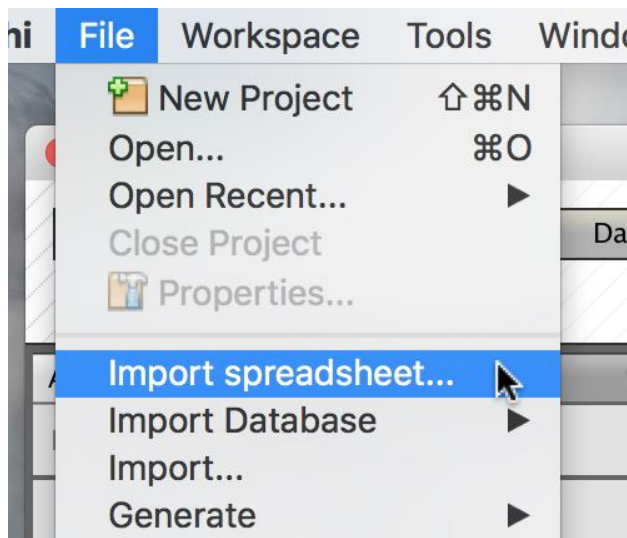 hi File Workspace Tools Windo
New Project ⇧⌘N
Open... ⌘O
Open Recent...
Close Project
Da
Properties...
Import spreadsheet...
Import Database
Import...
Generate